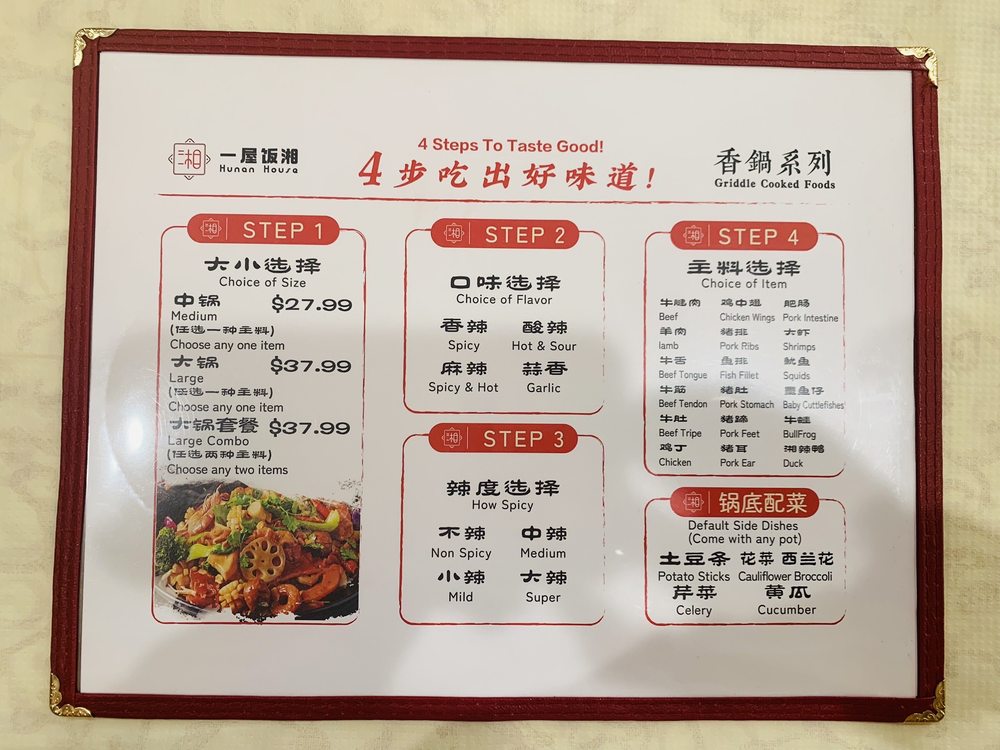 湘
一屋饭湘
Hunan House
4 Steps To Taste Good!
4步吃出好味道!
香鍋系列
Griddle Cooked Foods
湘 STEP 1
大小选择
Choice of Size
中锅 $27.99
Medium
(任选一种主料)
Choose any one item
大锅 $37.99
Large
(任选一种主料)
Choose any one item
大锅套餐 $37.99
Large Combo
(任选两种主料)
Choose any two items
湘 STEP 2
口味选择
Choice of Flavor
香辣 酸辣
Spicy Hot & Sour
麻辣 蒜香
Spicy & Hot Garlic
湘 STEP 3
辣度选择
How Spicy
不辣 中辣
Non Spicy Medium
小辣 大辣
Mild Super
湘 STEP 4
主料选择
Choice of Item
牛腱肉 鸡中翅 肥肠
Beef Chicken Wings Pork Intestine
羊肉 豬排 大虾
lamb Pork Ribs Shrimps
牛舌 鱼排 鱿鱼
Beef Tongue Fish Fillet Squids
牛筋 豬肚 墨鱼仔
Beef Tendon Pork Stomach Baby Cuttlefishes
牛肚 豬蹄 牛蛙
Beef Tripe Pork Feet BullFrog
鸡丁 豬耳 湘辣鸭
Chicken Pork Ear Duck
湘 锅底配菜
Default Side Dishes
(Come with any pot)
土豆条 花菜 西兰花
Potato Sticks Cauliflower Broccoli
芹菜 黄瓜
Celery Cucumber